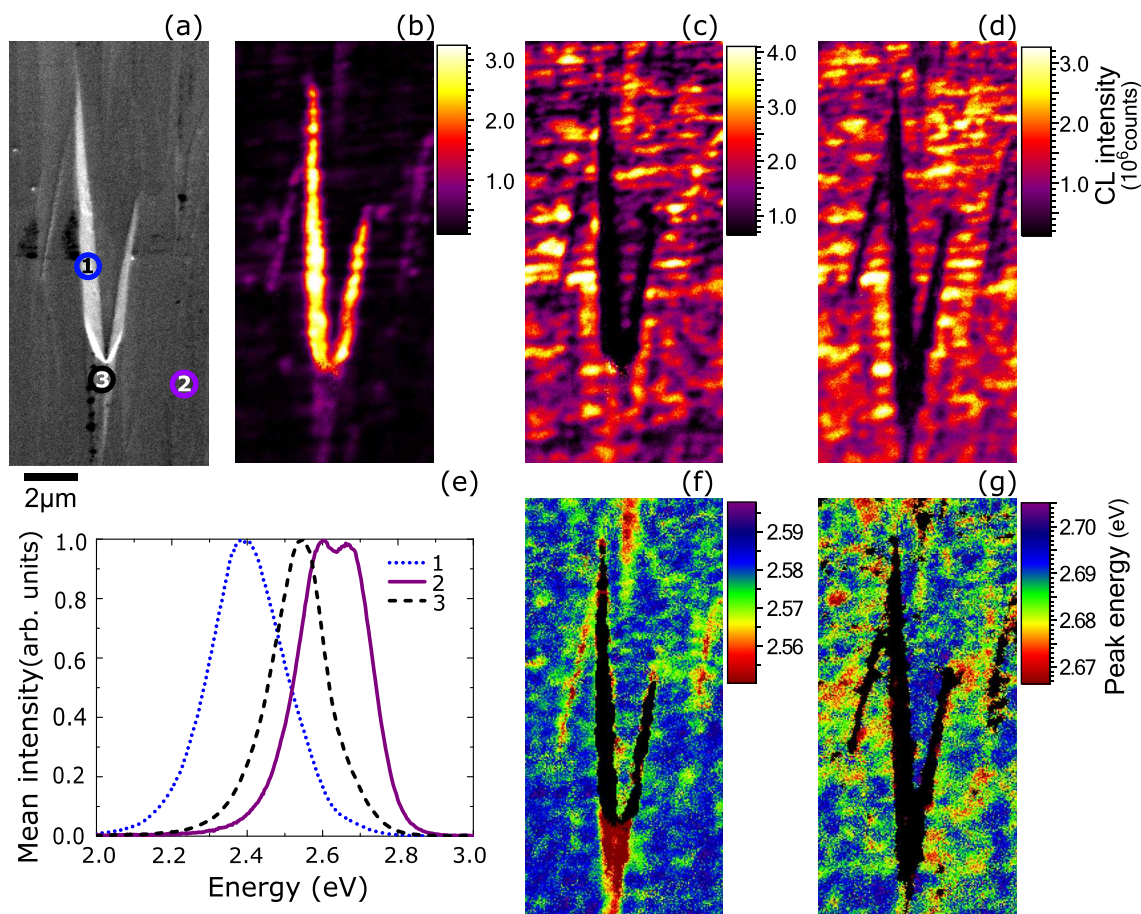 (a)
(b)
(c)
(d)
3.0
2.0
1.0
4.0
3.0
2.0
1.0
3.0
2.0
1.0
CL intensity
(10⁶counts)
1
2
3
2µm
(e)
(f)
(g)
Mean intensity(arb. units)
1.0
0.8
0.6
0.4
0.2
0.0
2.0 2.2 2.4 2.6 2.8 3.0
Energy (eV)
1
2
3
2.59
2.58
2.57
2.56
2.70
2.69
2.68
2.67
Peak energy (eV)